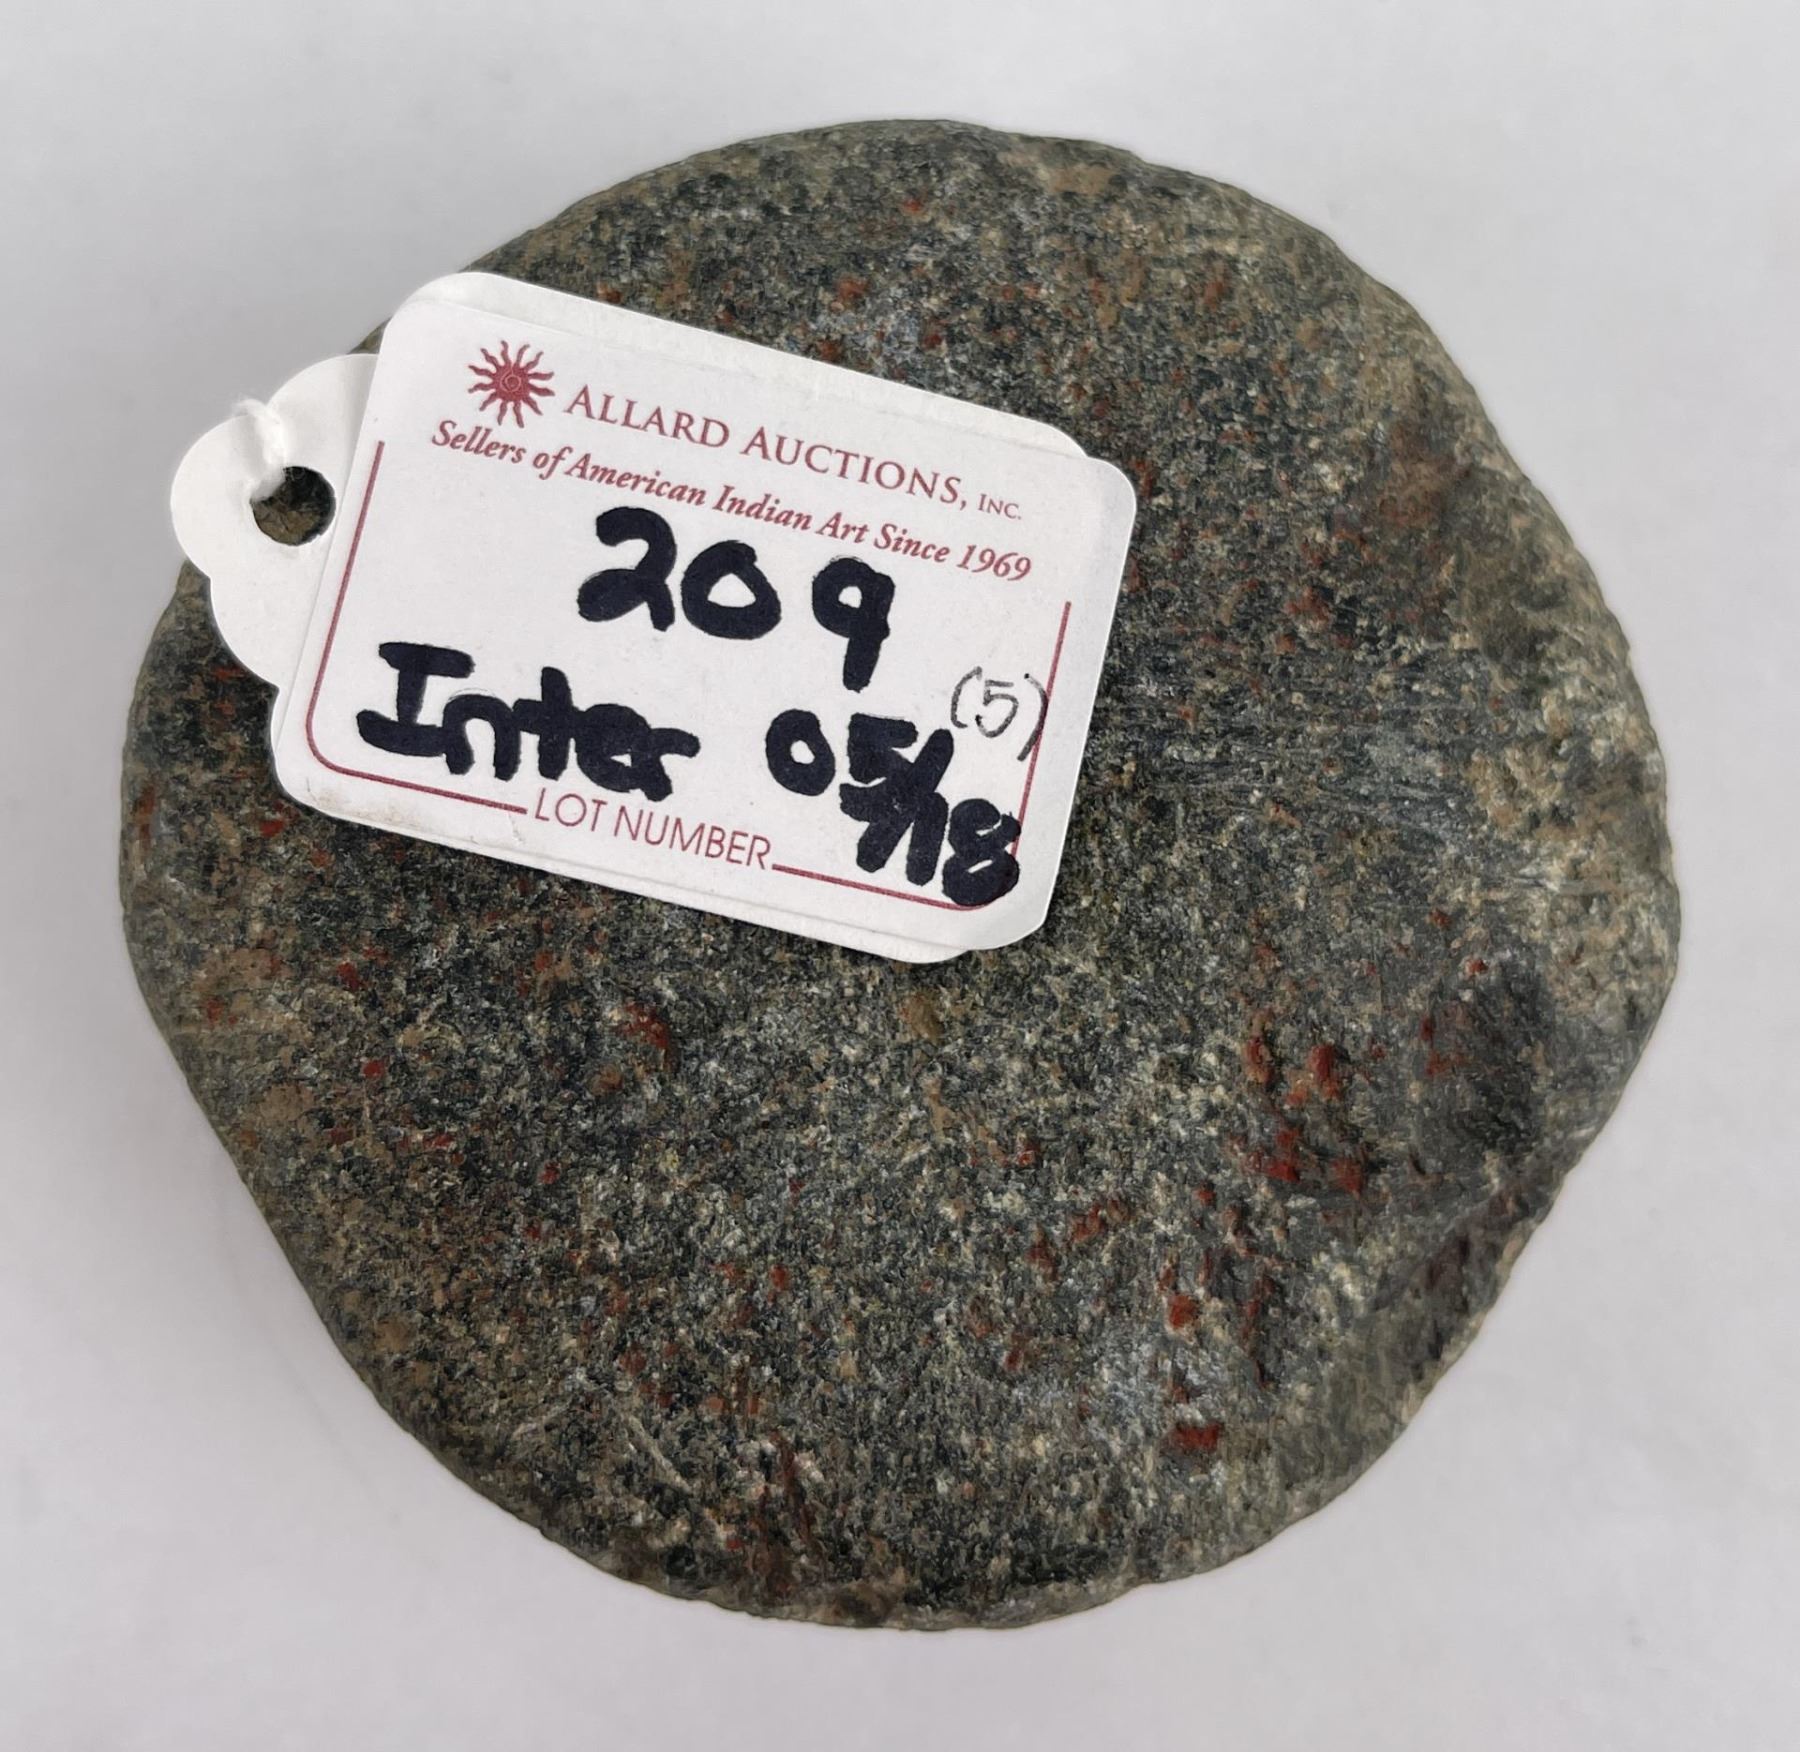 ALLARD AUCTIONS, INC.
Sellers of American Indian Art Since 1969
209
(5)
Inter 05/18
LOT NUMBER